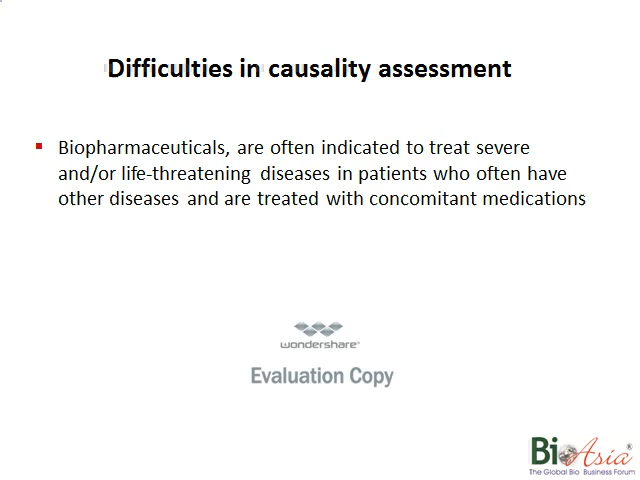 Difficulties in causality assessment
Biopharmaceuticals, are often indicated to treat severe
and/or life-threatening diseases in patients who often have
other diseases and are treated with concomitant medications
wondershare®
Evaluation Copy
BioAsia®
The Global Bio Business Forum